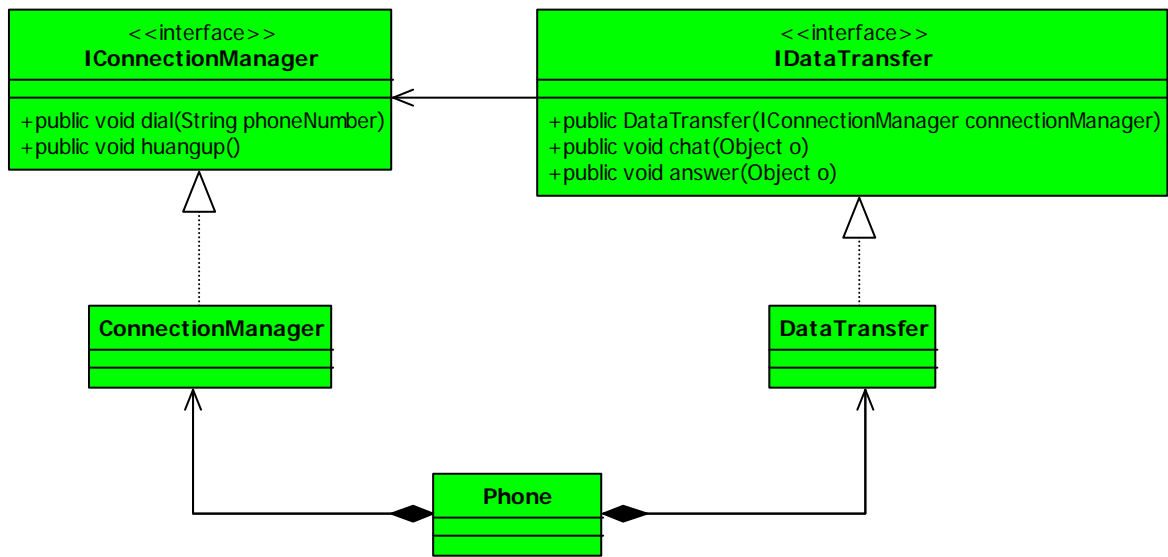 <<interface>>
IConnectionManager
+public void dial(String phoneNumber)
+public void huangup()
<<interface>>
IDataTransfer
+public DataTransfer(IConnectionManager connectionManager)
+public void chat(Object o)
+public void answer(Object o)
ConnectionManager
DataTransfer
Phone